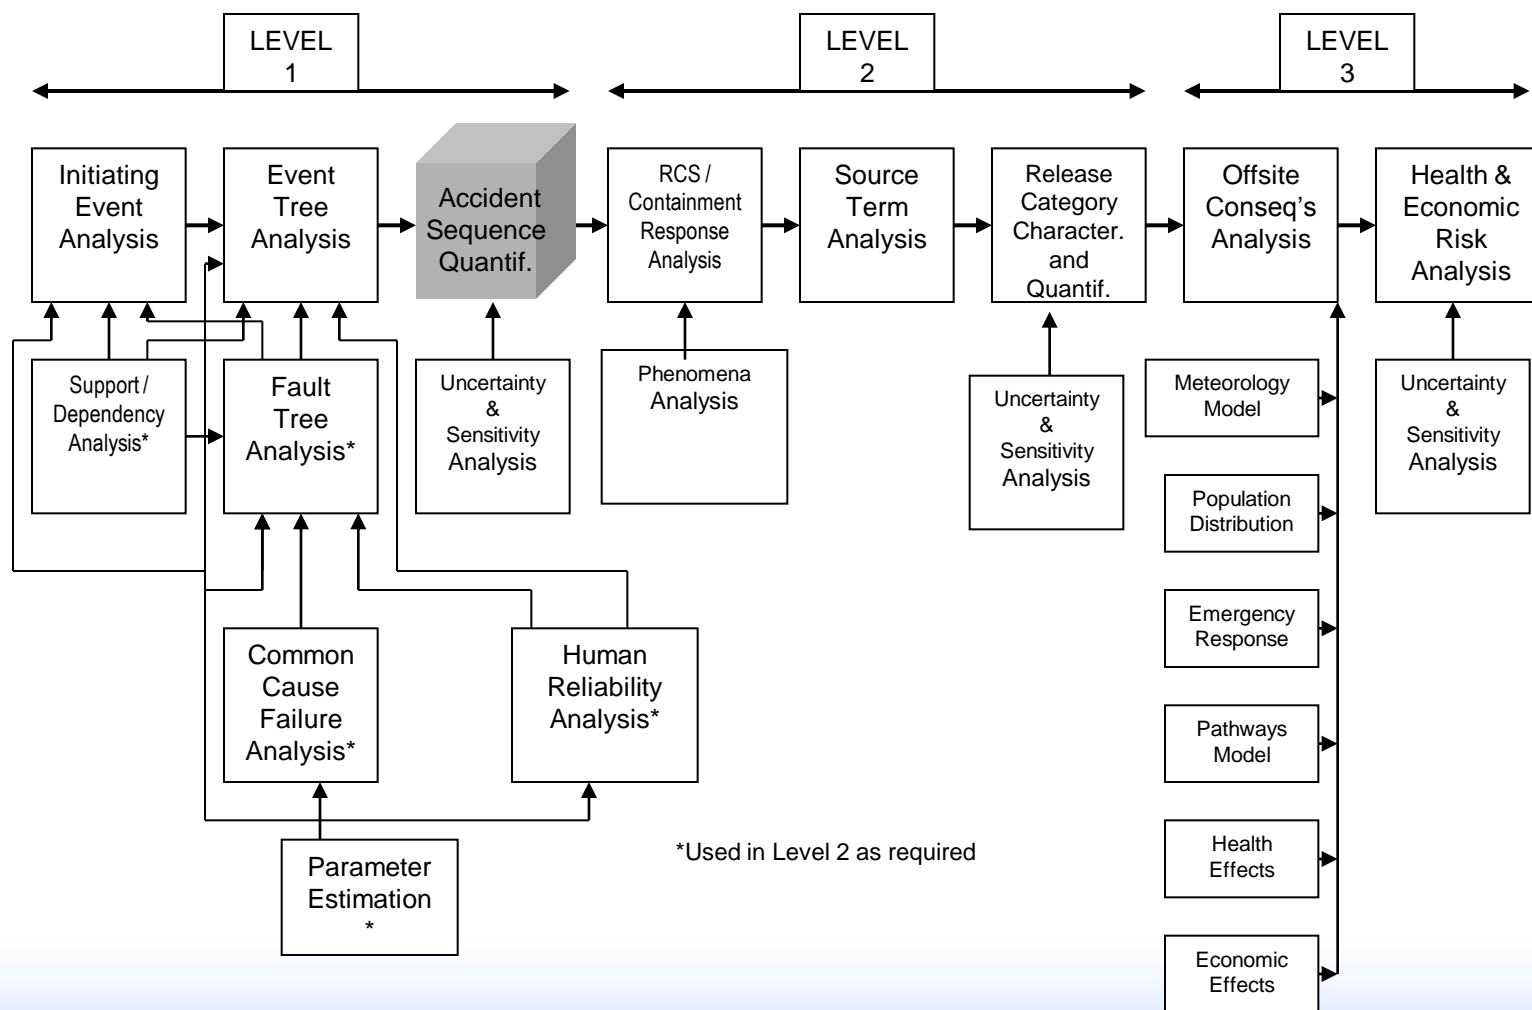 LEVEL
1
LEVEL
2
LEVEL
3
Initiating
Event
Analysis
Event
Tree
Analysis
Accident
Sequence
Quantif.
RCS /
Containment
Response
Analysis
Source
Term
Analysis
Release
Category
Character.
and
Quantif.
Offsite
Conseq's
Analysis
Health &
Economic
Risk
Analysis
Support /
Dependency
Analysis*
Fault
Tree
Analysis*
Uncertainty
&
Sensitivity
Analysis
Phenomena
Analysis
Uncertainty
&
Sensitivity
Analysis
Meteorology
Model
Uncertainty
&
Sensitivity
Analysis
Population
Distribution
Emergency
Response
Common
Cause
Failure
Analysis*
Human
Reliability
Analysis*
Pathways
Model
Parameter
Estimation
*
*Used in Level 2 as required
Health
Effects
Economic
Effects